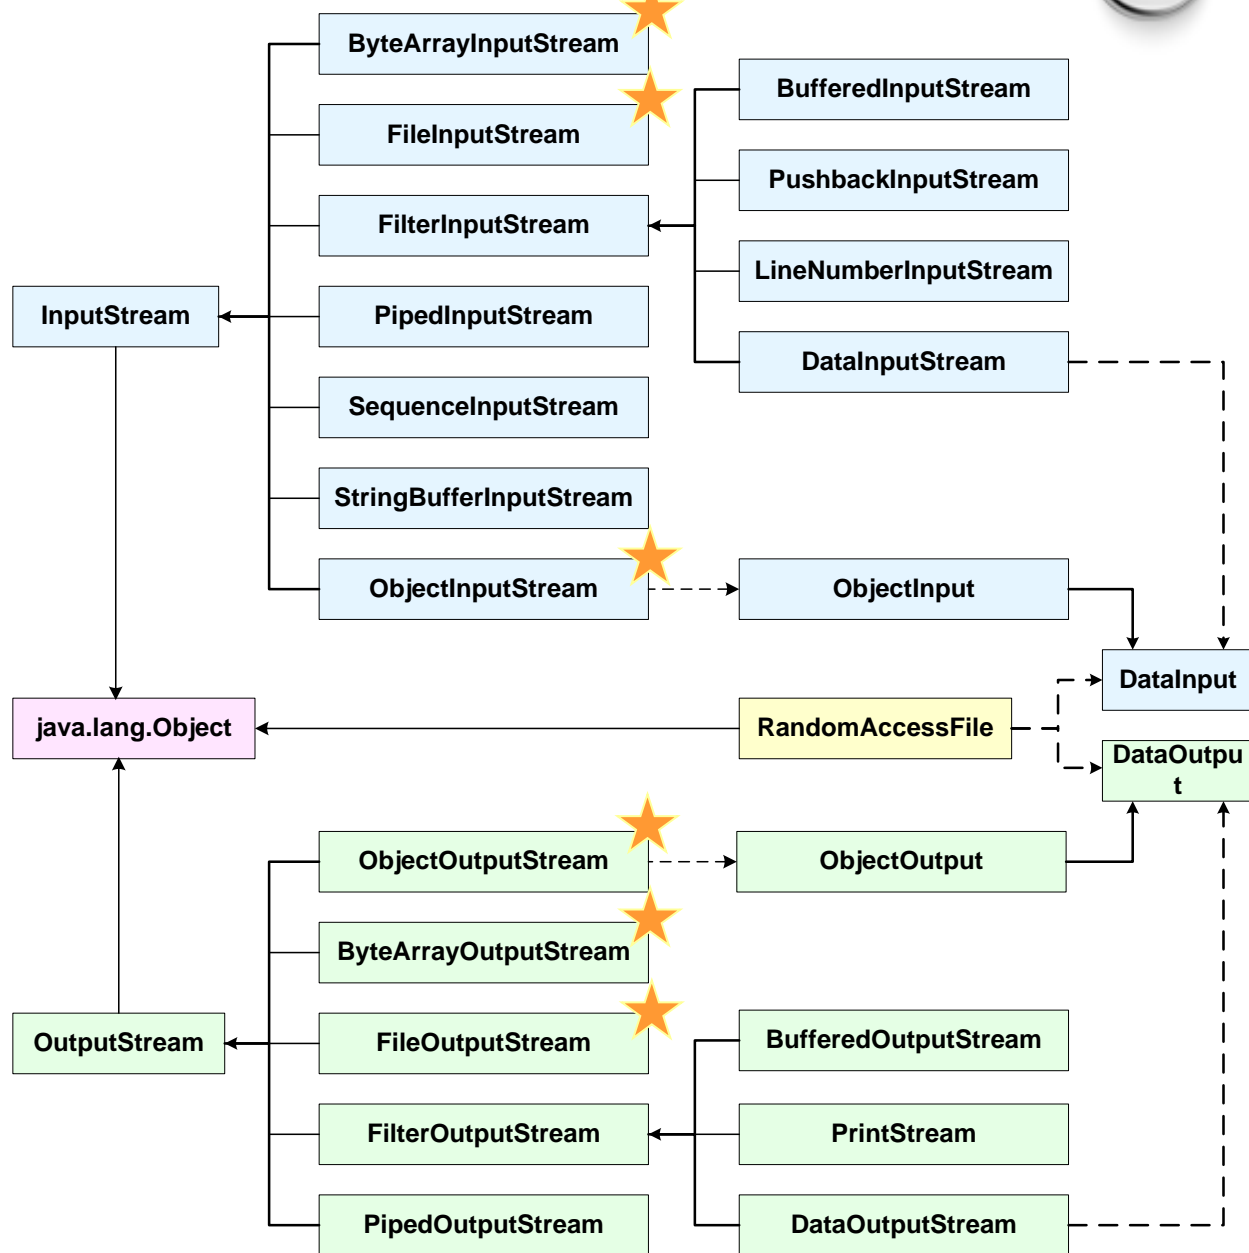 ByteArrayInputStream
BufferedInputStream
FileInputStream
PushbackInputStream
FilterInputStream
LineNumberInputStream
InputStream
PipedInputStream
DataInputStream
SequenceInputStream
StringBufferInputStream
ObjectInputStream
ObjectInput
DataInput
java.lang.Object
RandomAccessFile
DataOutpu
t
ObjectOutputStream
ObjectOutput
ByteArrayOutputStream
OutputStream
FileOutputStream
BufferedOutputStream
FilterOutputStream
PrintStream
PipedOutputStream
DataOutputStream